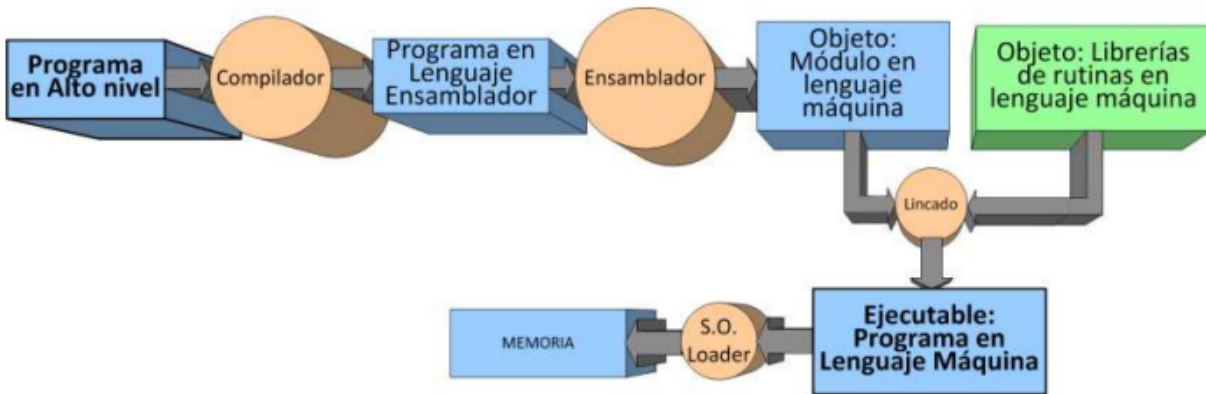 Programa
en Alto nivel
Compilador
Programa en
Lenguaje
Ensamblador
Ensamblador
Objeto:
Módulo en
lenguaje
máquina
Objeto: Librerías
de rutinas en
lenguaje máquina
Lincado
Ejecutable:
Programa en
Lenguaje Máquina
S.O.
Loader
MEMORIA